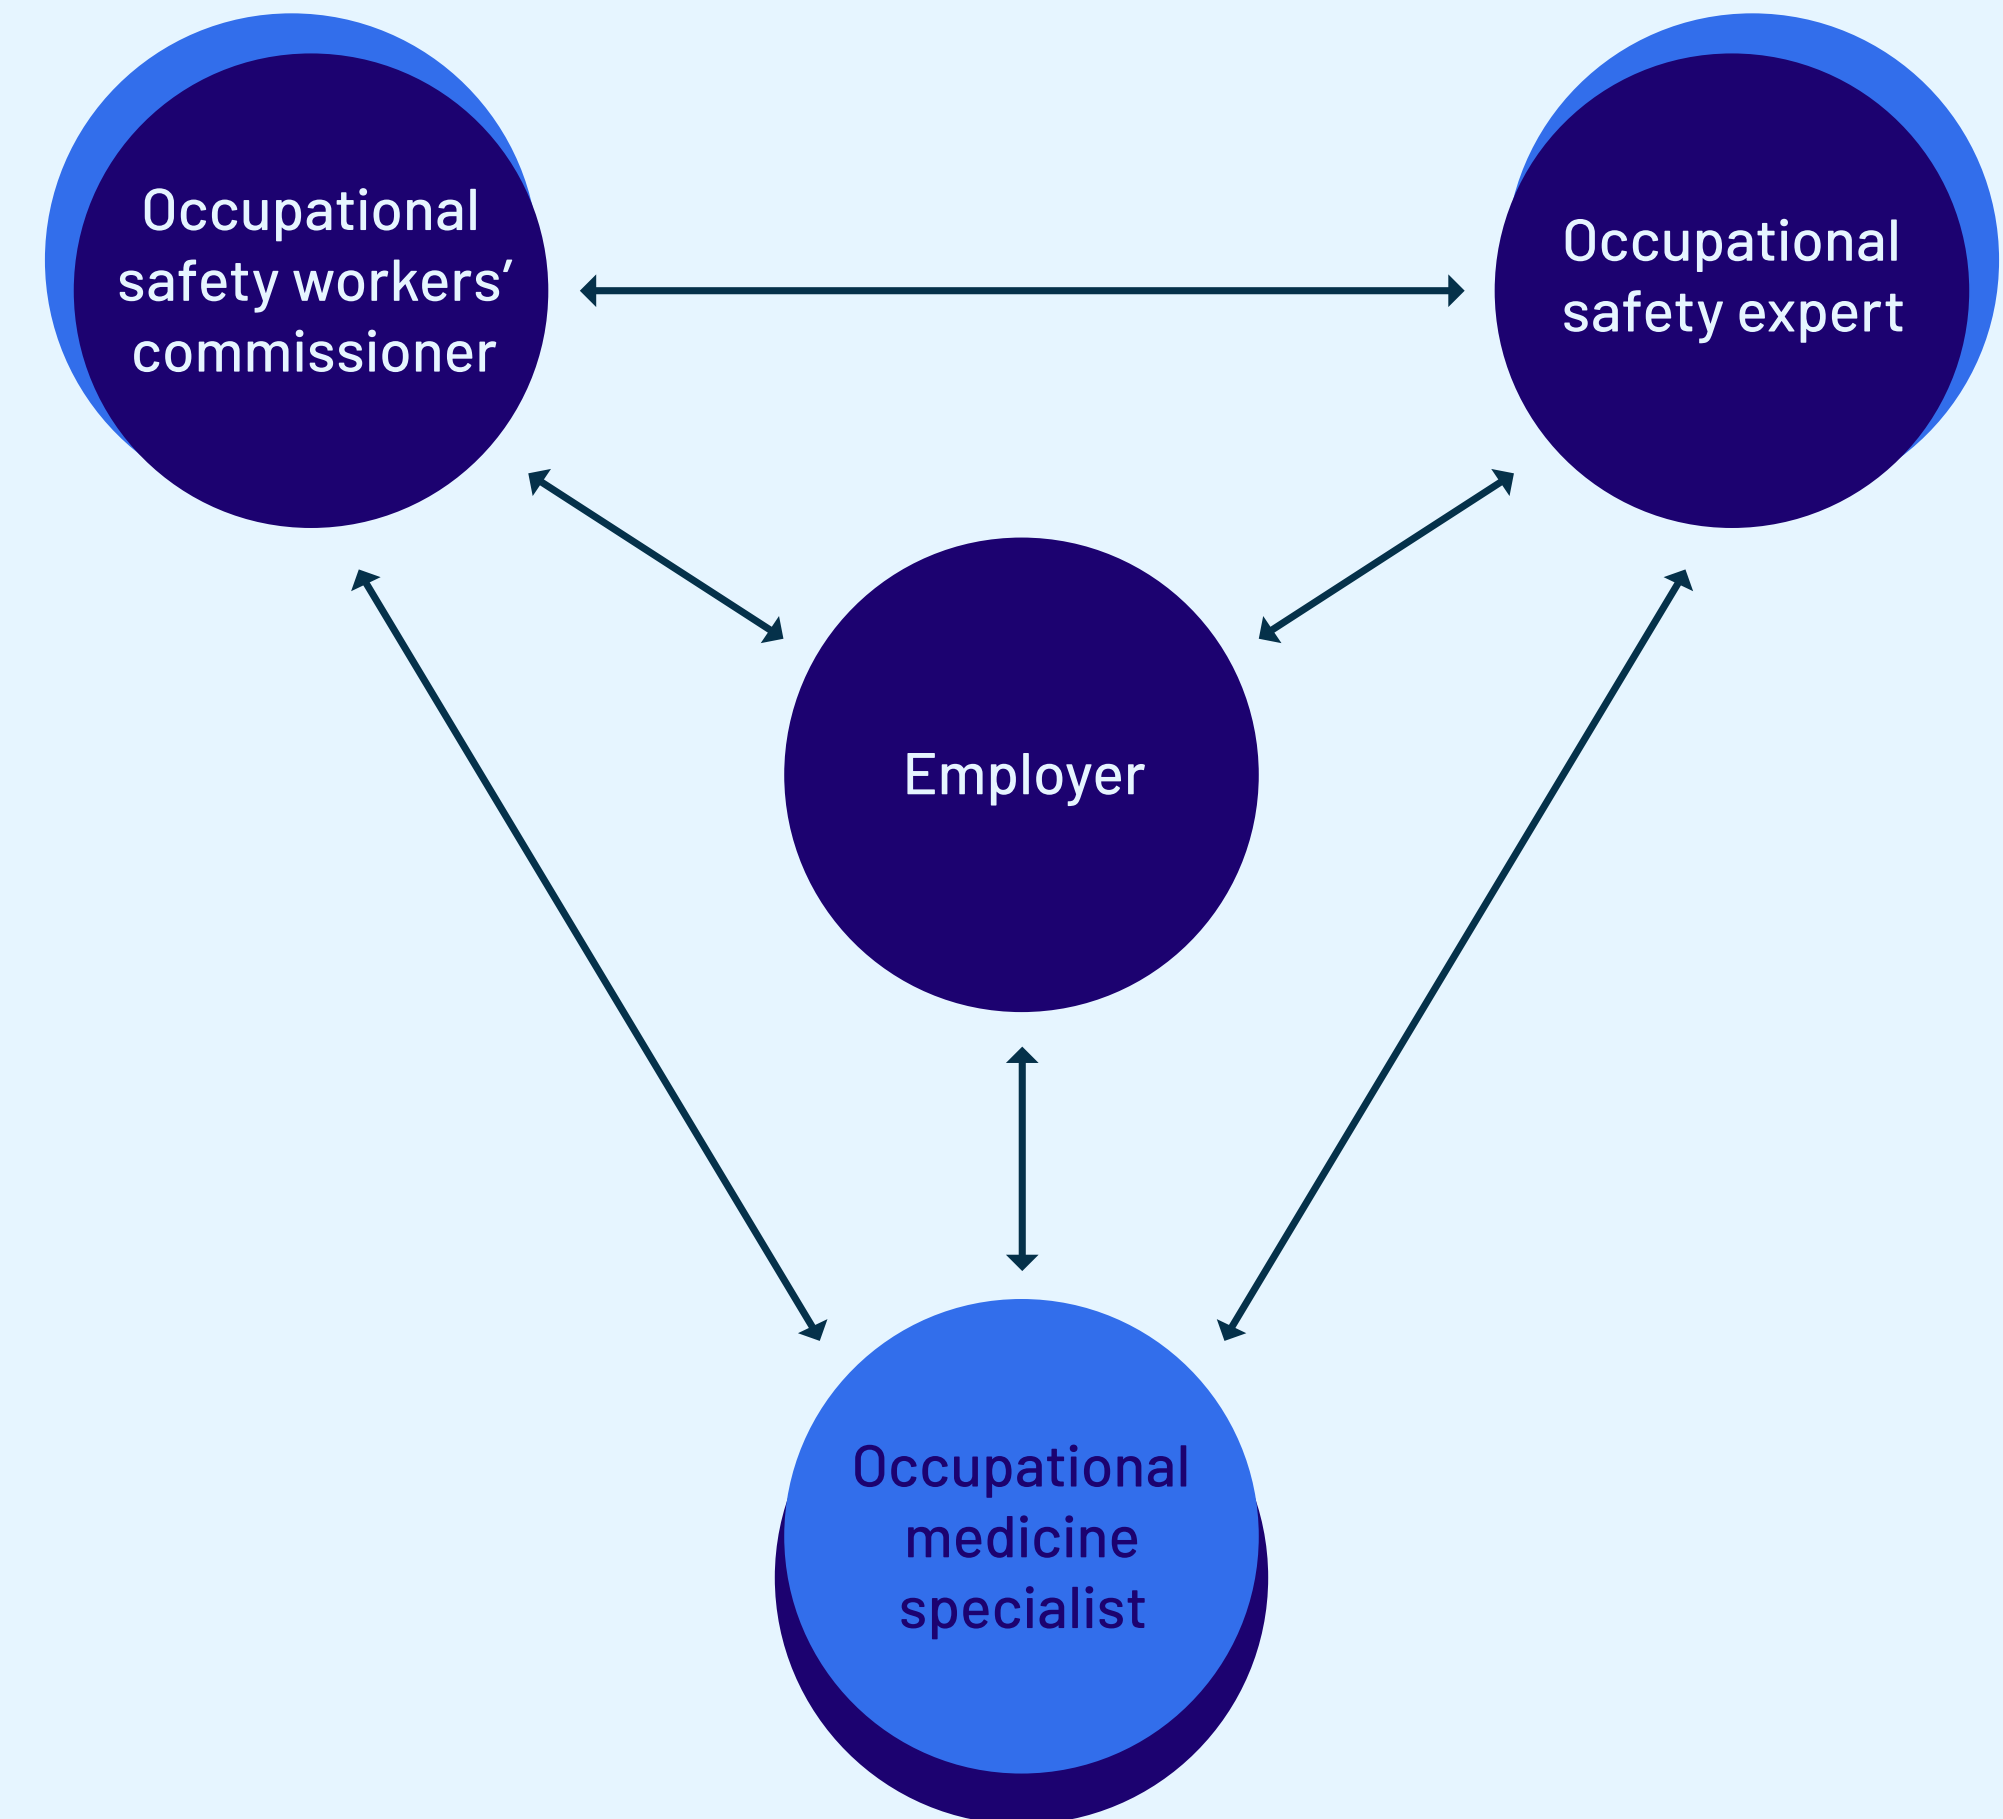 Occupational
safety workers‘
commissioner
Occupational
safety expert
Employer
Occupational
medicine
specialist